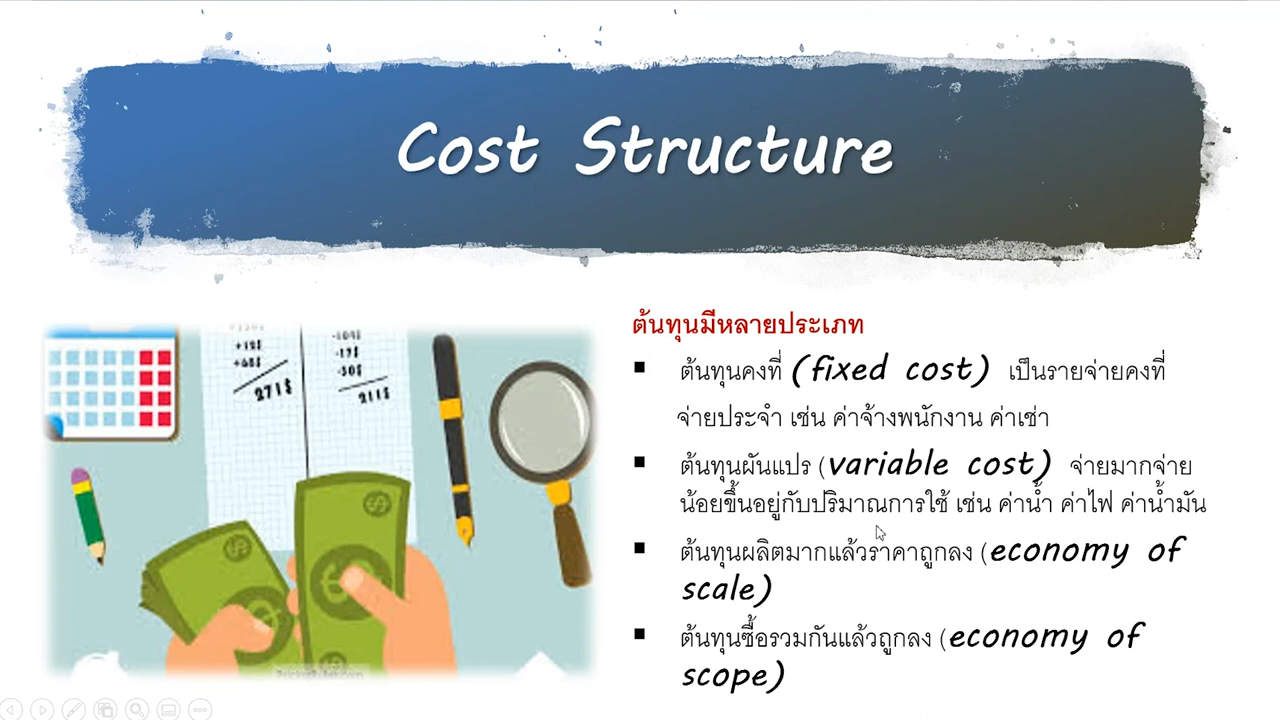 Cost Structure
ต้นทุนมีหลายประเภท
▪ ต้นทุนคงที่ (fixed cost) เป็นรายจ่ายคงที่
จ่ายประจำ เช่น ค่าจ้างพนักงาน ค่าเช่า
▪ ต้นทุนผันแปร (variable cost) จ่ายมากจ่าย
น้อยขึ้นอยู่กับปริมาณการใช้ เช่น ค่าน้ำ ค่าไฟ ค่าน้ำมัน
▪ ต้นทุนผลิตมากแล้วราคาถูกลง (economy of
scale)
▪ ต้นทุนซื้อรวมกันแล้วถูกลง (economy of
scope)
271$
211$